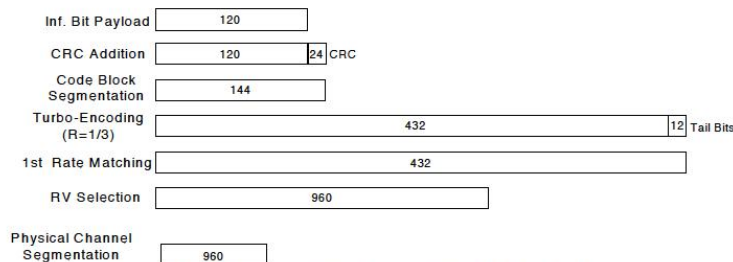 Inf. Bit Payload 120
CRC Addition 120 24 CRC
Code Block
Segmentation 144
Turbo-Encoding
(R=1/3) 432 12 Tail Bits
1st Rate Matching 432
RV Selection 960
Physical Channel
Segmentation 960